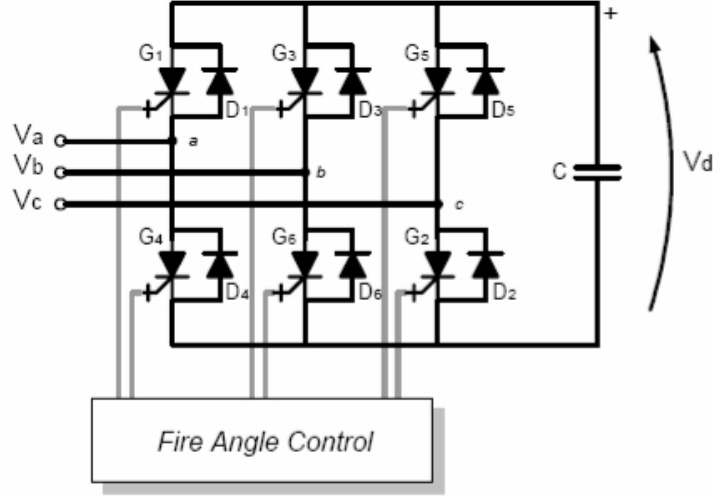 +
G1 G3 G5
D1 D3 D5
Va a
Vb b
Vc c
C Vd
G4 G6 G2
D4 D6 D2
Fire Angle Control